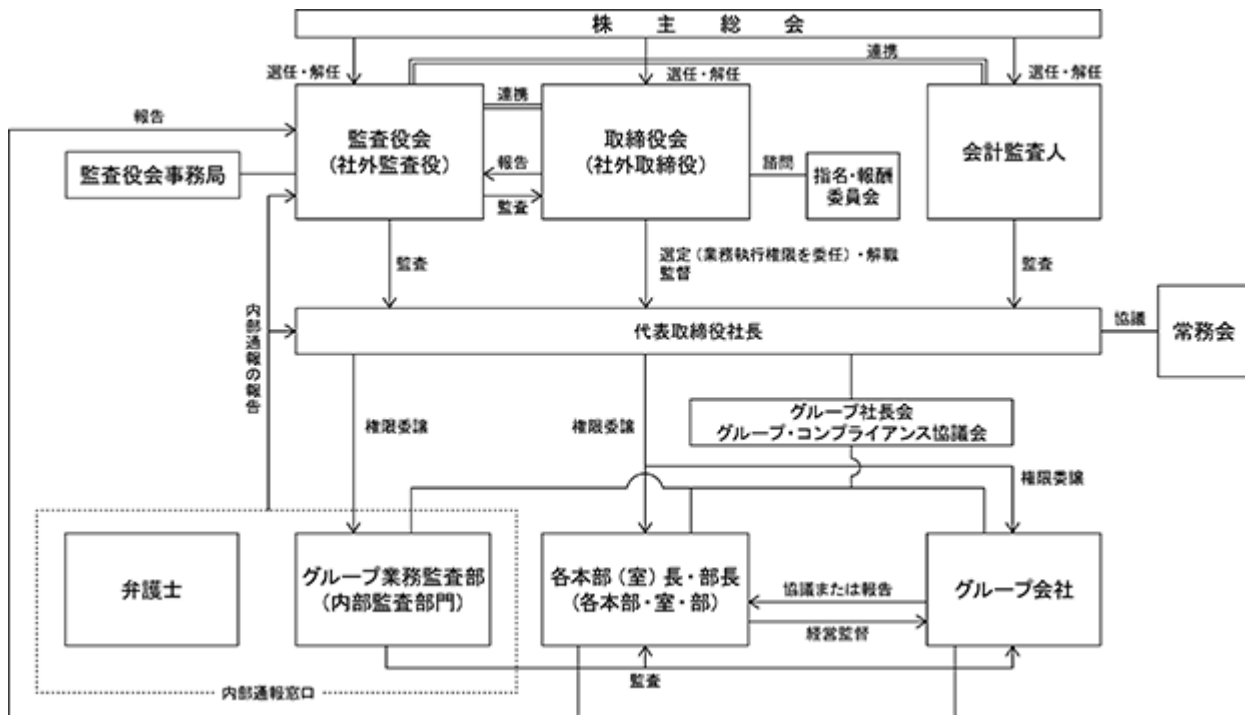 株主総会
連携
選任・解任
選任・解任
選任・解任
報告
監査役会
(社外監査役)
連携
報告
監査
取締役会
(社外取締役)
諮問
指名・報酬
委員会
会計監査人
監査役会事務局
監査
選定(業務執行権限を委任)・解職
監督
監査
内部通報の報告
代表取締役社長
協議
常務会
権限委譲
権限委譲
グループ社長会
グループ・コンプライアンス協議会
権限委譲
弁護士
グループ業務監査部
(内部監査部門)
各本部(室)長・部長
(各本部・室・部)
協議または報告
経営監督
グループ会社
監査
内部通報窓口